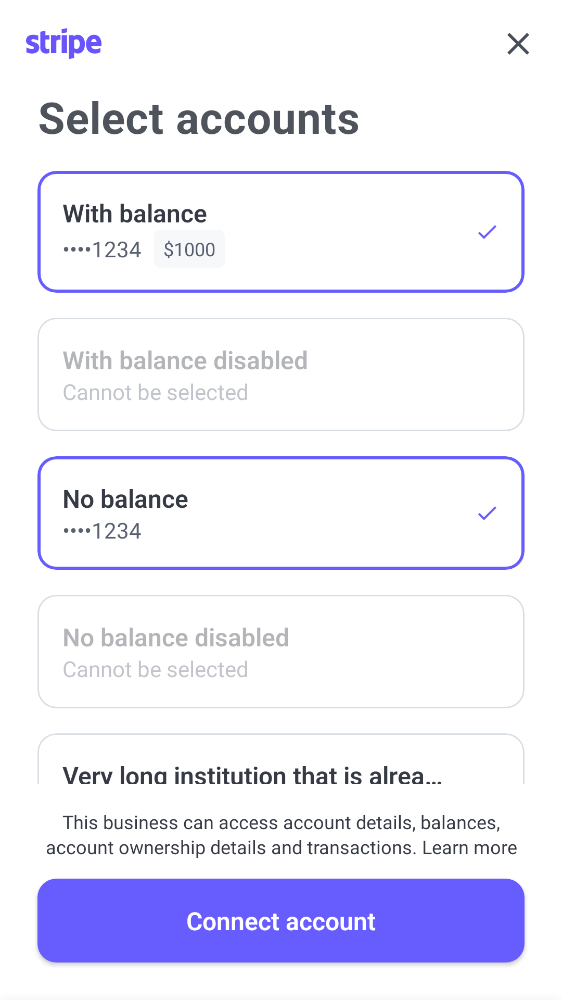 stripe
Select accounts
With balance
••••1234 $1000
With balance disabled
Cannot be selected
No balance
••••1234
No balance disabled
Cannot be selected
Very long institution that is alrea…
This business can access account details, balances,
account ownership details and transactions. Learn more
Connect account